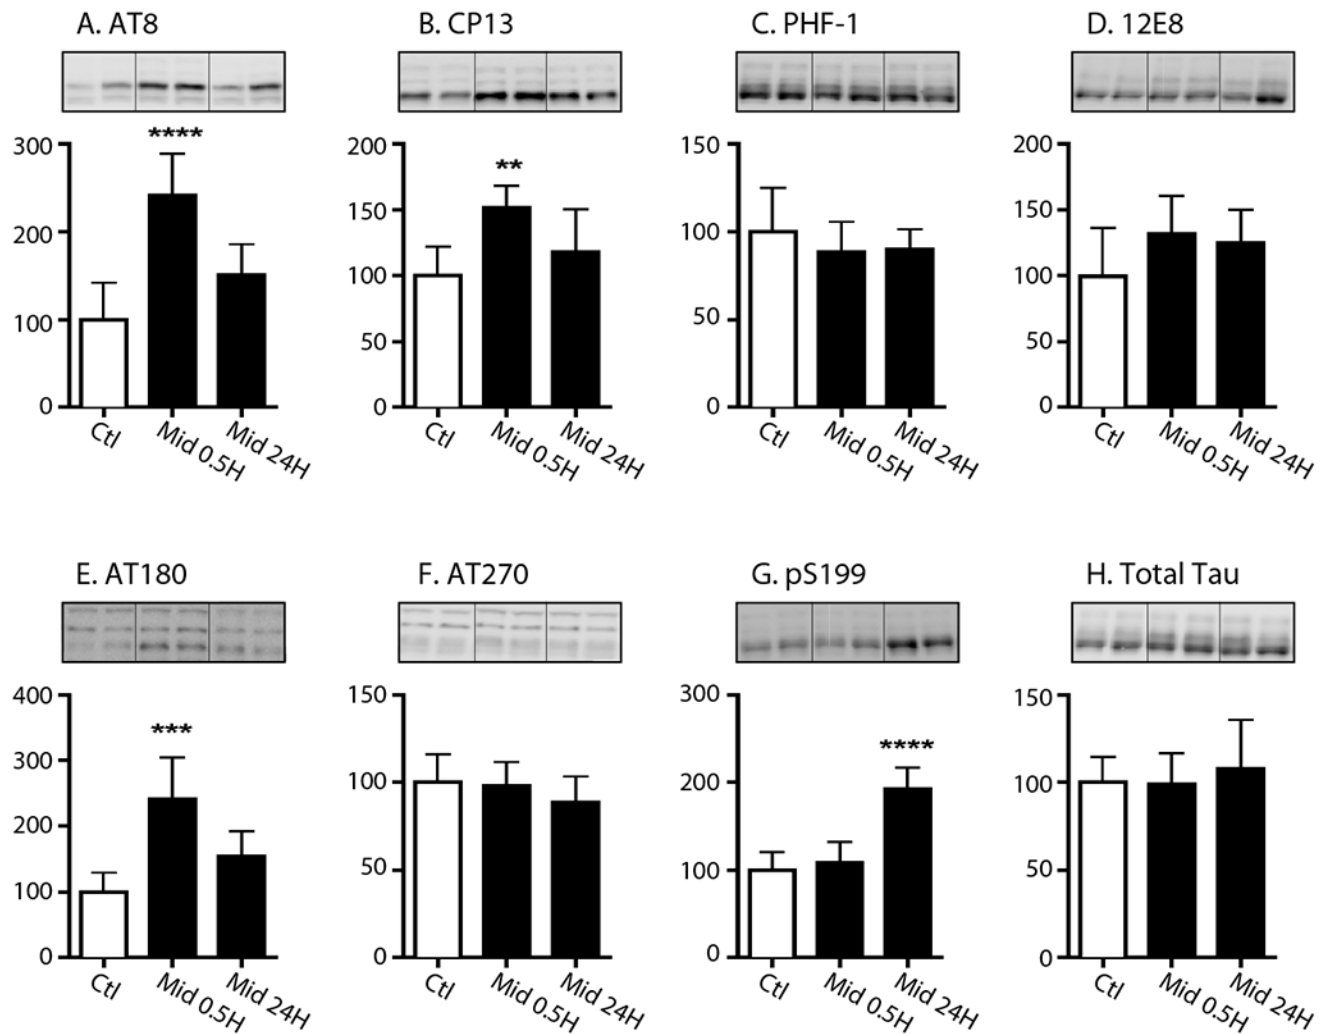 A. AT8
B. CP13
C. PHF-1
D. 12E8
****
**
300
200
100
0
200
150
100
50
0
150
100
50
0
200
150
100
50
0
Ctl
Mid 0.5H
Mid 24H
Ctl
Mid 0.5H
Mid 24H
Ctl
Mid 0.5H
Mid 24H
Ctl
Mid 0.5H
Mid 24H
E. AT180
F. AT270
G. pS199
H. Total Tau
***
****
400
300
200
100
0
150
100
50
0
300
200
100
0
150
100
50
0
Ctl
Mid 0.5H
Mid 24H
Ctl
Mid 0.5H
Mid 24H
Ctl
Mid 0.5H
Mid 24H
Ctl
Mid 0.5H
Mid 24H